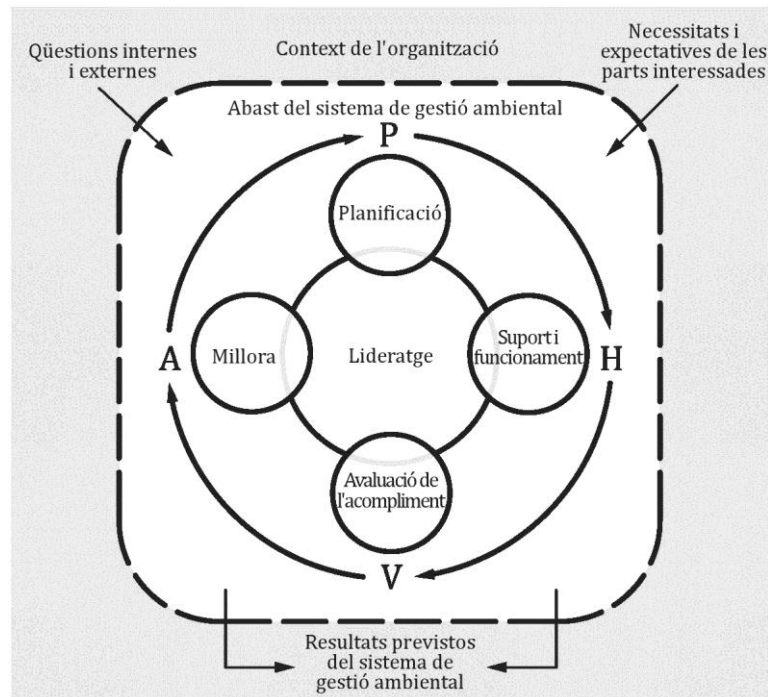 Qüestions internes
i externes
Context de l'organització
Necessitats i
expectatives de les
parts interessades
Abast del sistema de gestió ambiental
P
Planificació
Millora
Lideratge
Suport i
funcionament
A
H
Avaluació de
l'acompliment
V
Resultats previstos
del sistema de
gestió ambiental